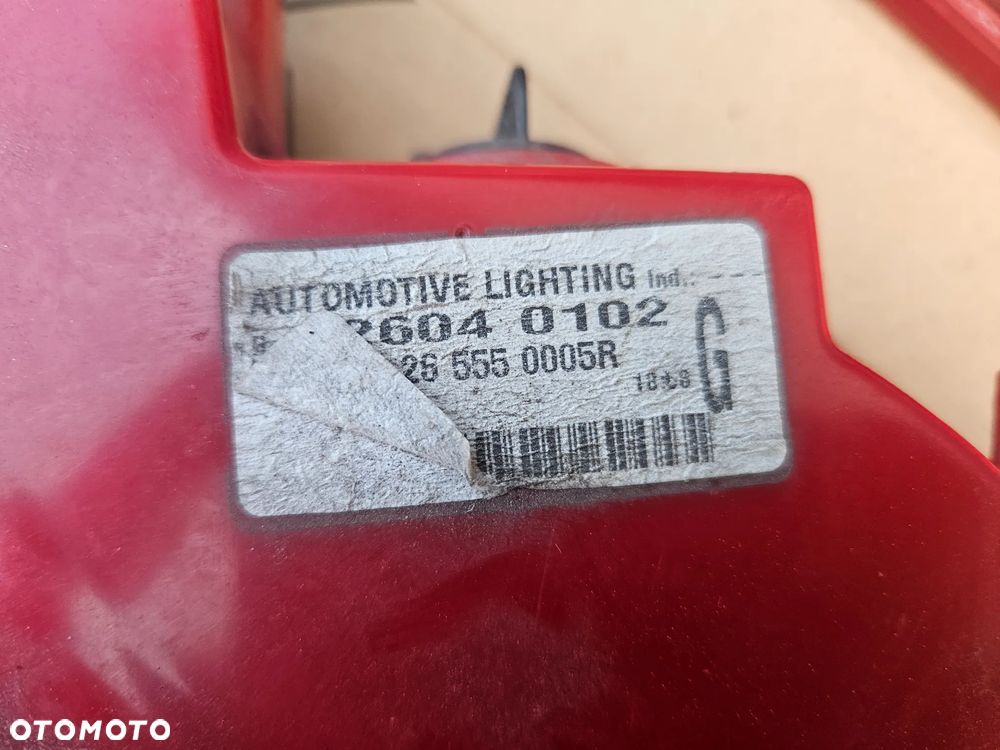 AUTOMOTIVE LIGHTING Ind.:
2604 0102
26 555 0005R
G
OTOMOTO